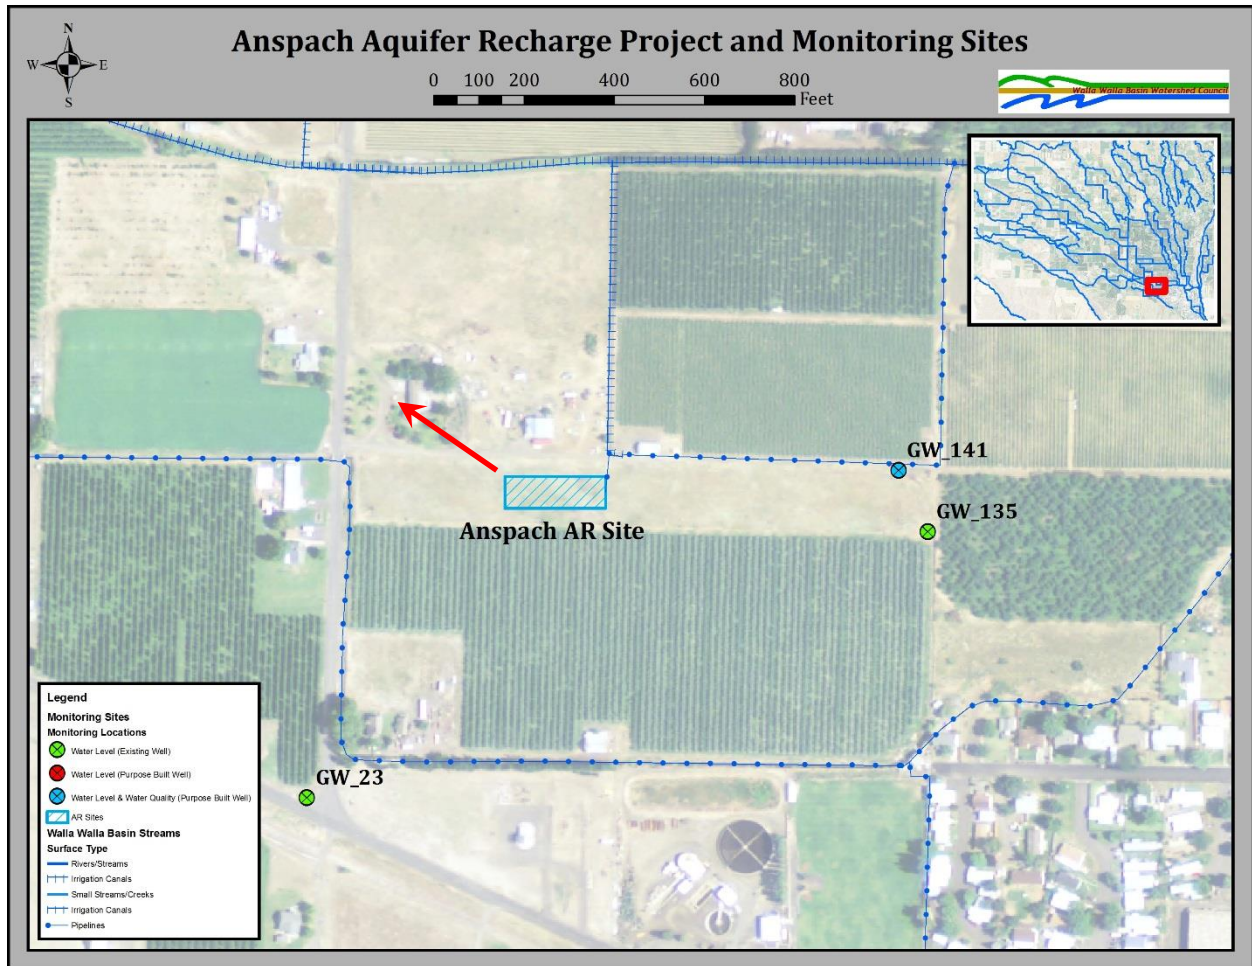 Anspach Aquifer Recharge Project and Monitoring Sites
N
W E
S
0 100 200 400 600 800
Feet
Walla Walla Basin Watershed Council
GW_141
GW_135
Anspach AR Site
GW_23
Legend
Monitoring Sites
Monitoring Locations
Water Level (Existing Well)
Water Level (Purpose Built Well)
Water Level & Water Quality (Purpose Built Well)
AR Sites
Walla Walla Basin Streams
Surface Type
Rivers/Streams
Irrigation Canals
Small Streams/Creeks
Irrigation Canals
Pipelines